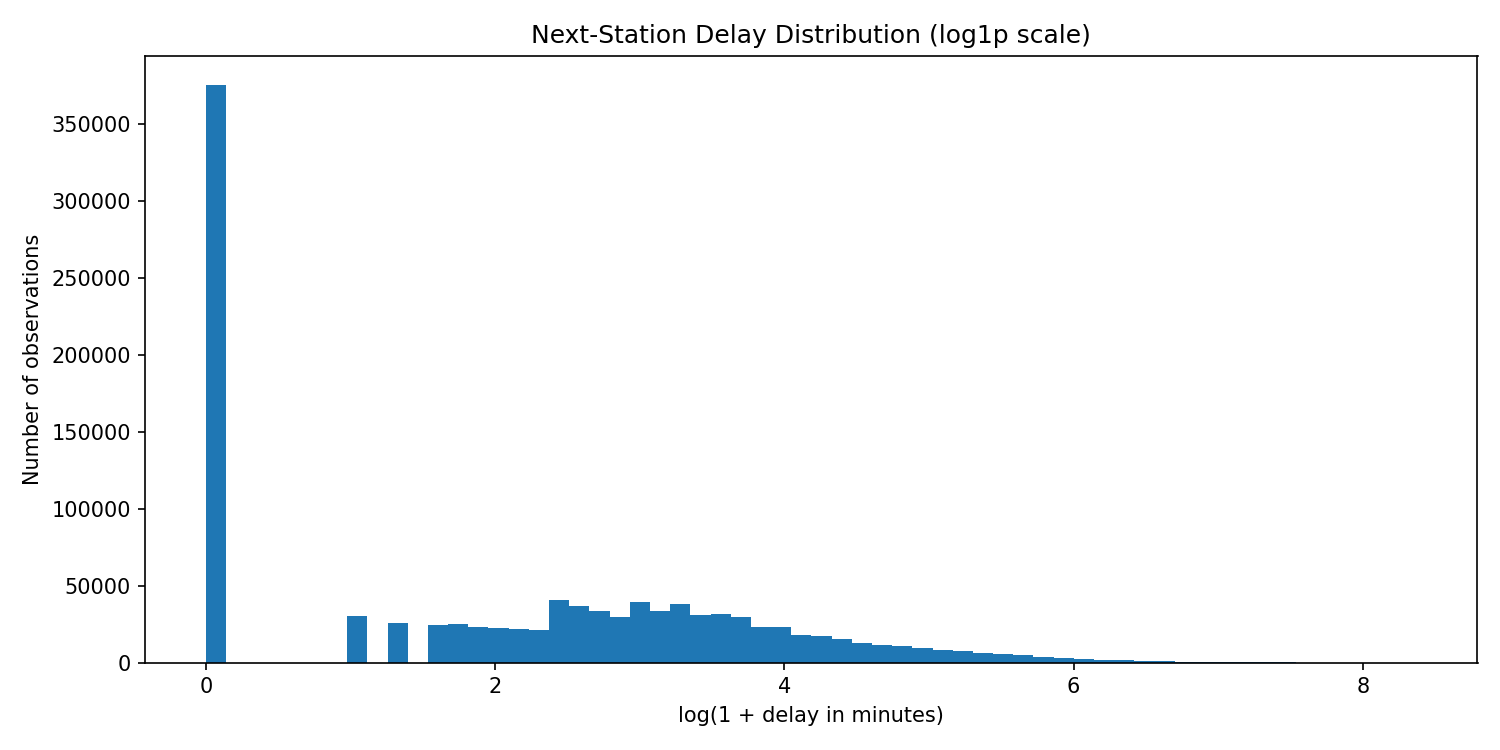 Next-Station Delay Distribution (log1p scale)
Number of observations
350000
300000
250000
200000
150000
100000
50000
0
0 2 4 6 8
log(1 + delay in minutes)